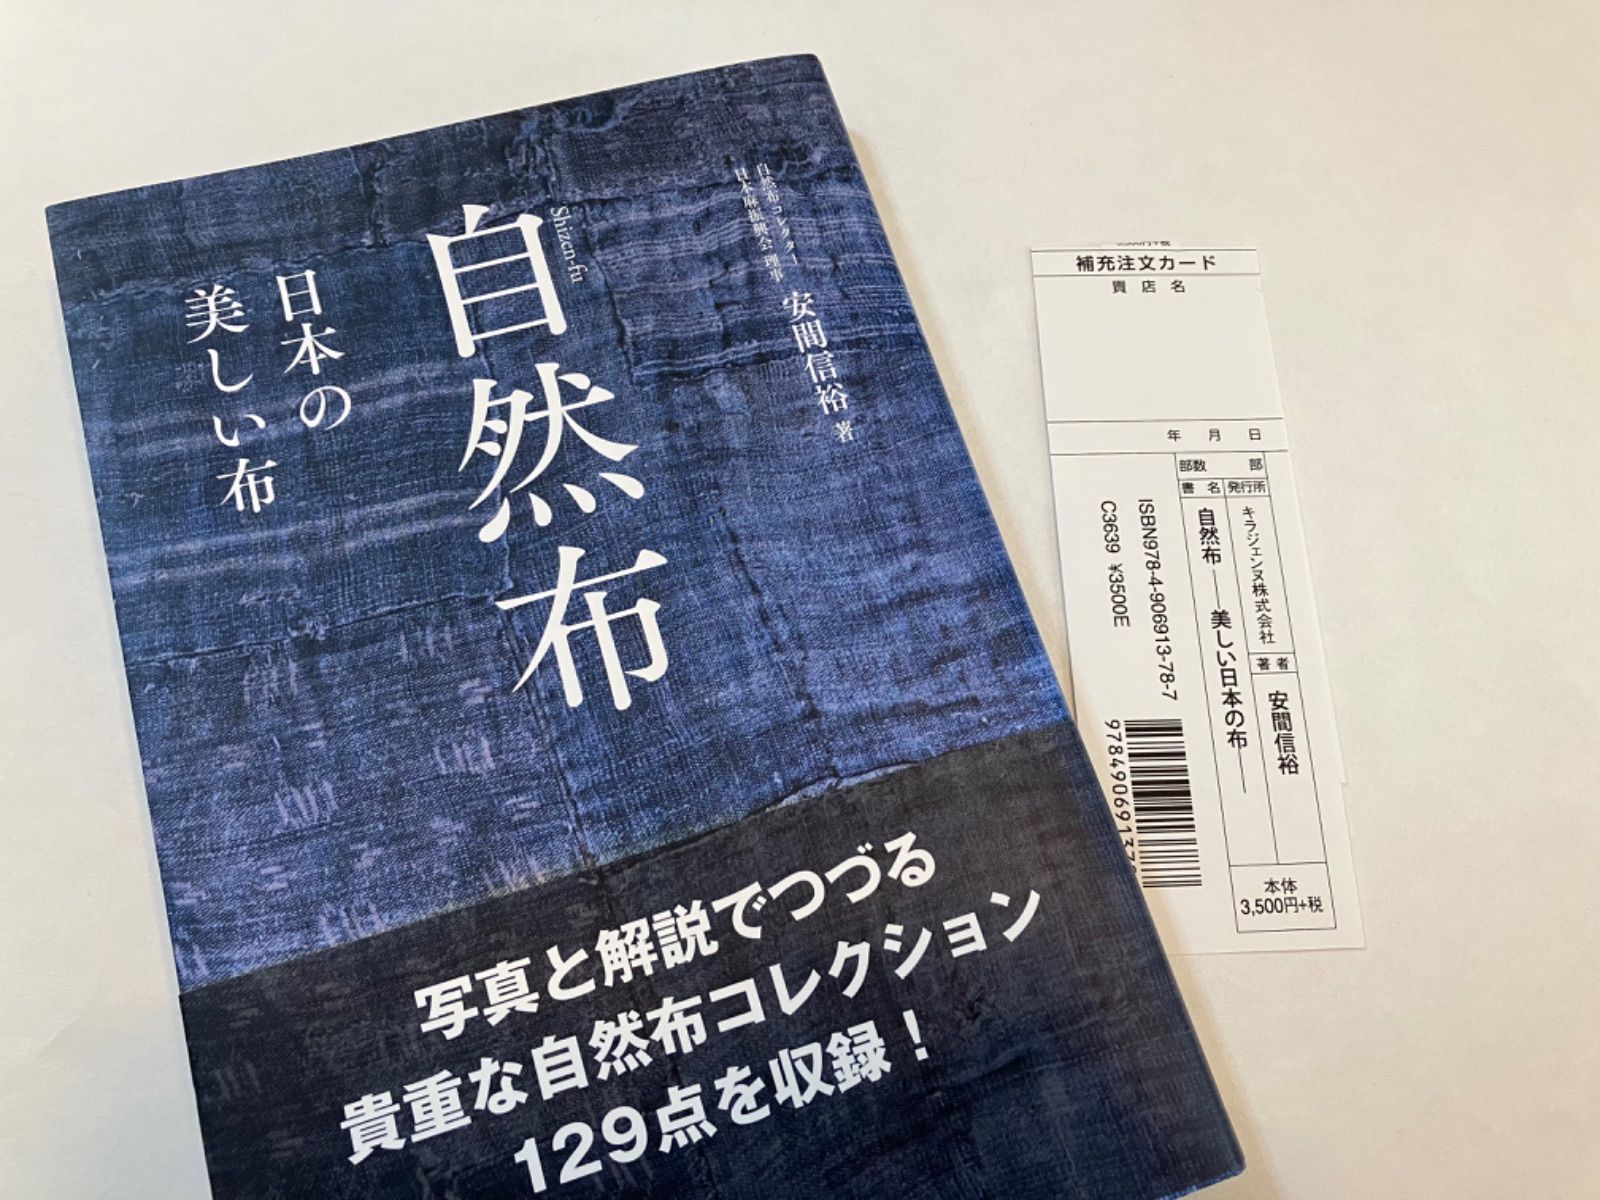 自然布コレクター
日本麻振興会 理事
安間信裕 著
Shizen-fu
自然布
日本の
美しい布
写真と解説でつづる
貴重な自然布コレクション
129点を収録！
補充注文カード
貴 店 名
年 月 日
部数 部
書 名
発行所
キラジェンヌ株式会社
自然布――美しい日本の布――
著 者
安間信裕
ISBN978-4-906913-78-7
C3639 ¥3500E
本体
3,500円+税